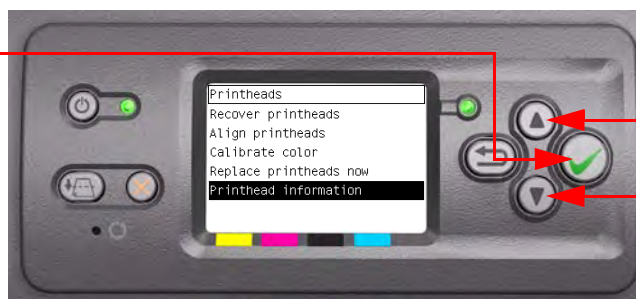 Printheads
Recover printheads
Align printheads
Calibrate color
Replace printheads now
Printhead information